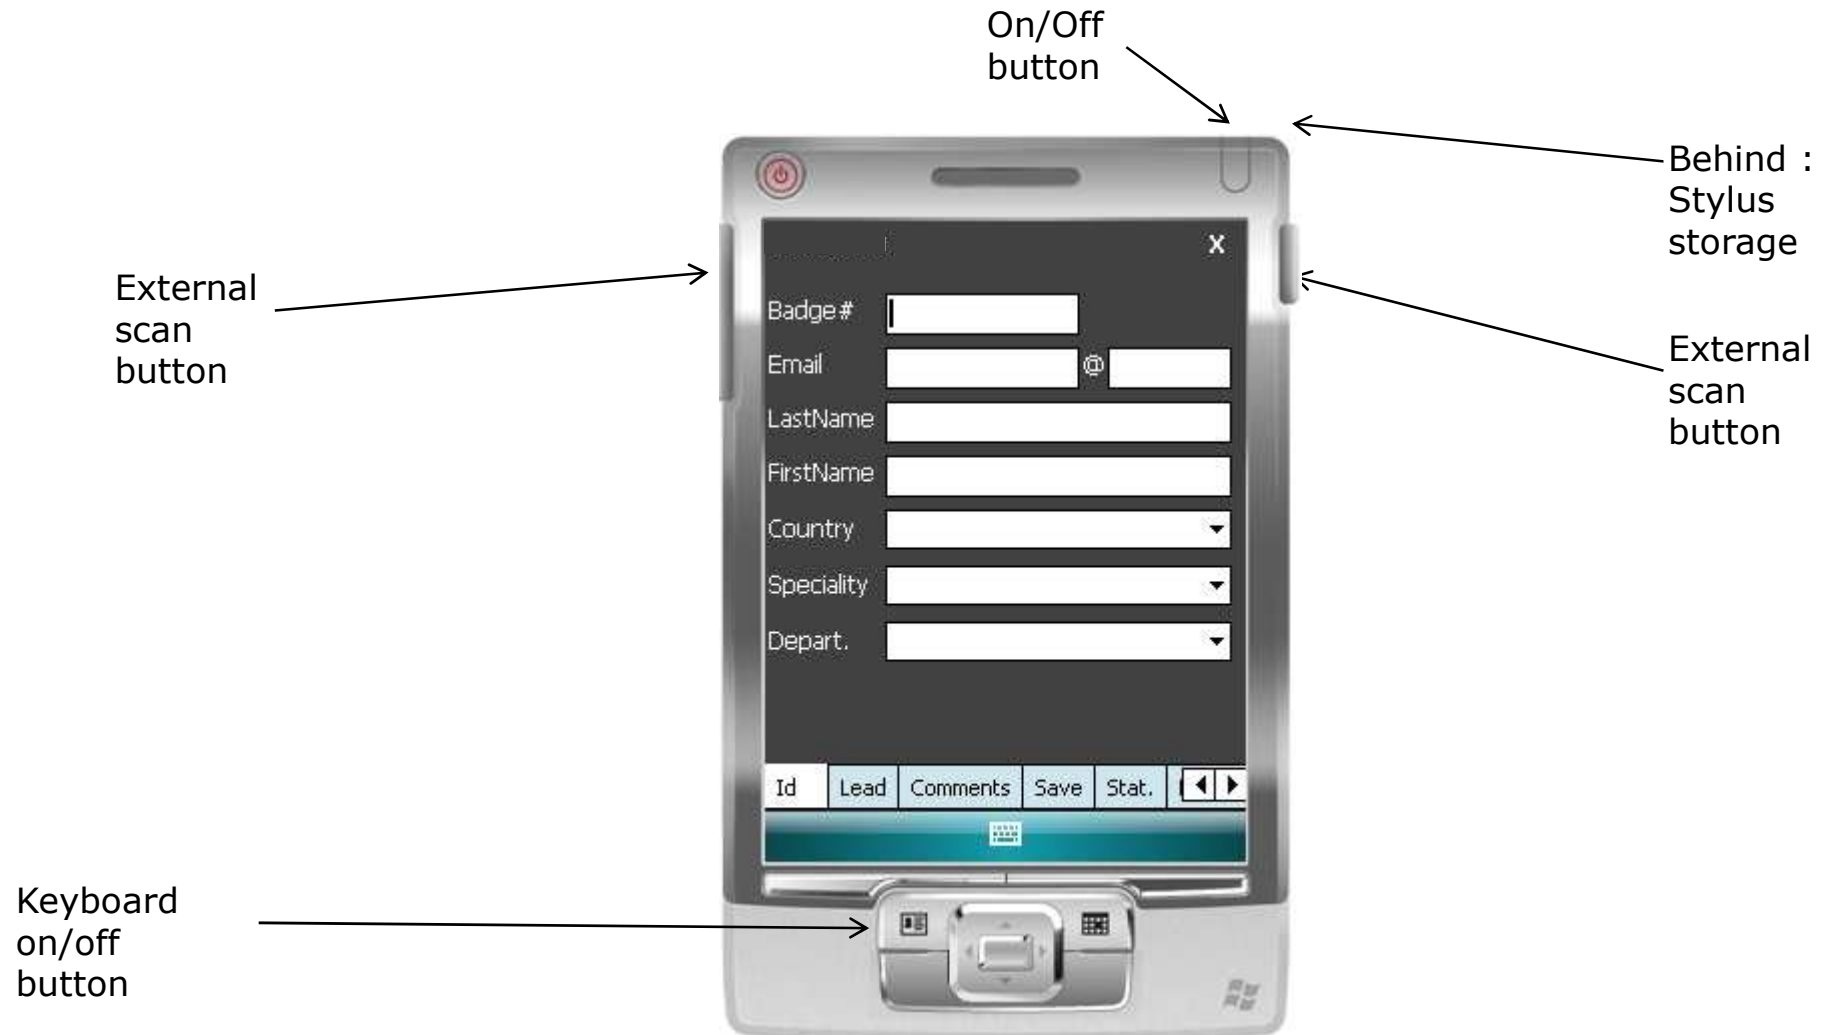 On/Off
button
Behind :
Stylus
storage
External
scan
button
External
scan
button
X
Badge#
Email @
LastName
FirstName
Country
Speciality
Depart.
Id Lead Comments Save Stat.
Keyboard
on/off
button